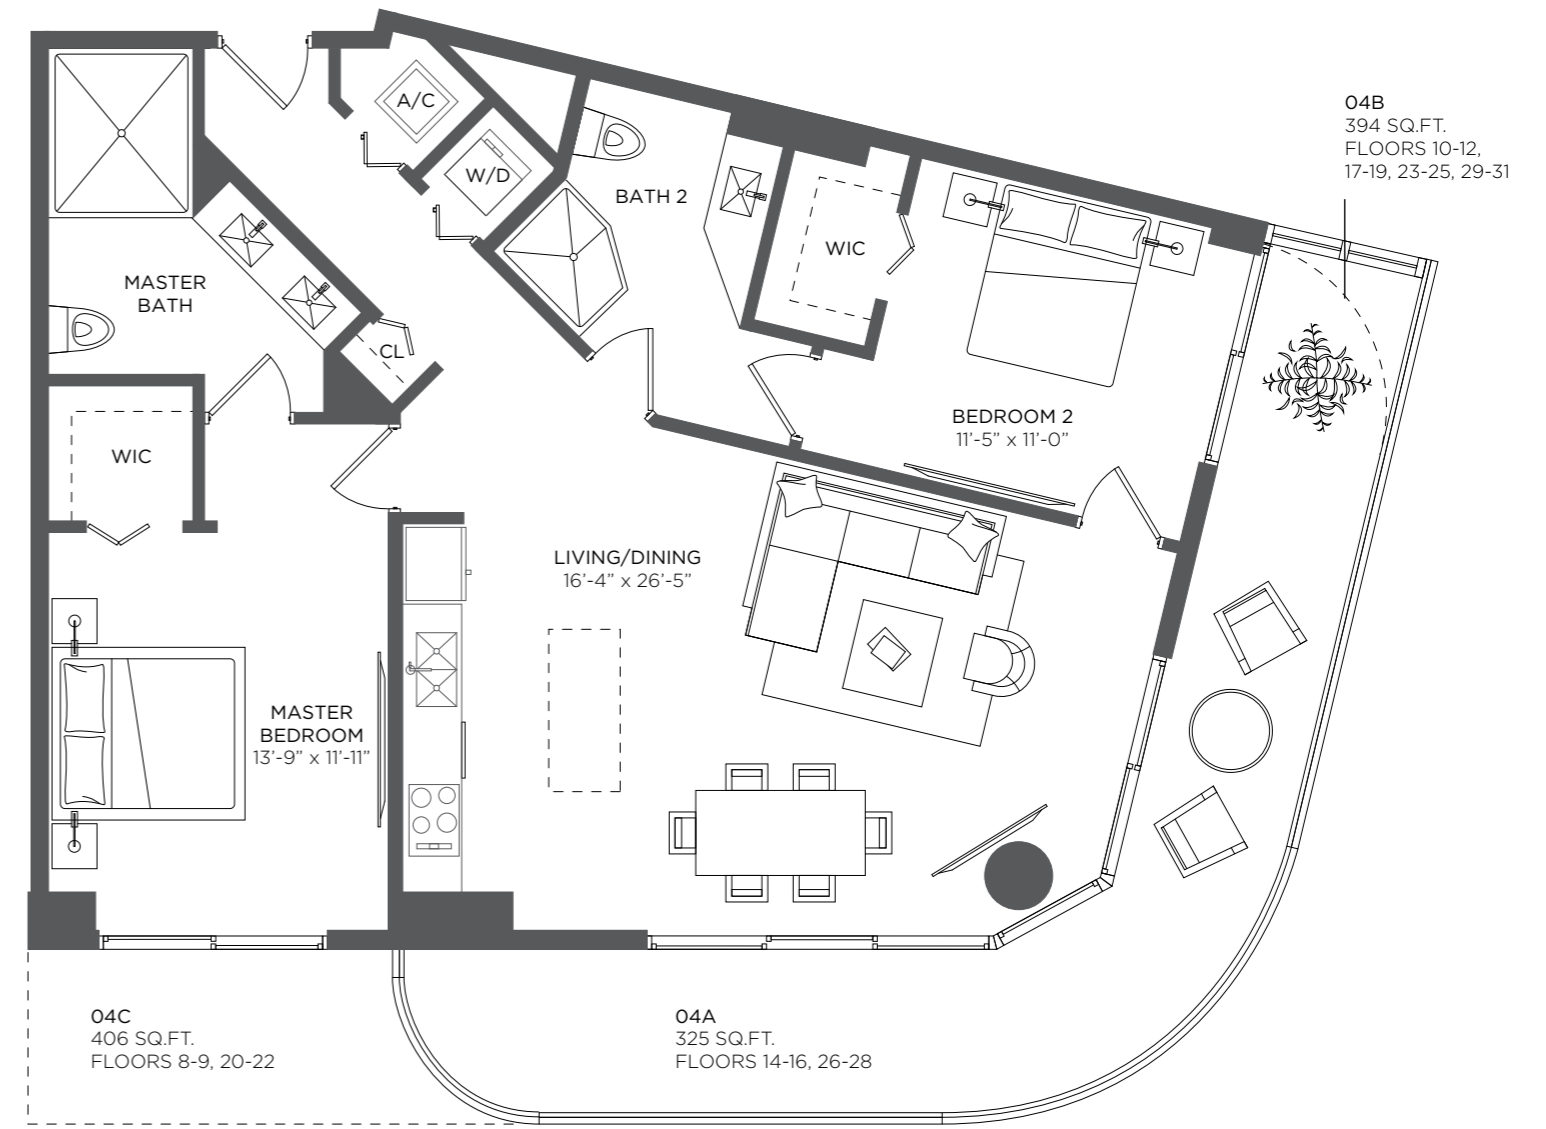 A/C
04B
394 SQ.FT.
FLOORS 10-12,
17-19, 23-25, 29-31
W/D
BATH 2
WIC
MASTER
BATH
CL
BEDROOM 2
11’-5” x 11’-0”
WIC
LIVING/DINING
16’-4” x 26’-5”
MASTER
BEDROOM
13’-9” x 11’-11”
04C
406 SQ.FT.
FLOORS 8-9, 20-22
04A
325 SQ.FT.
FLOORS 14-16, 26-28